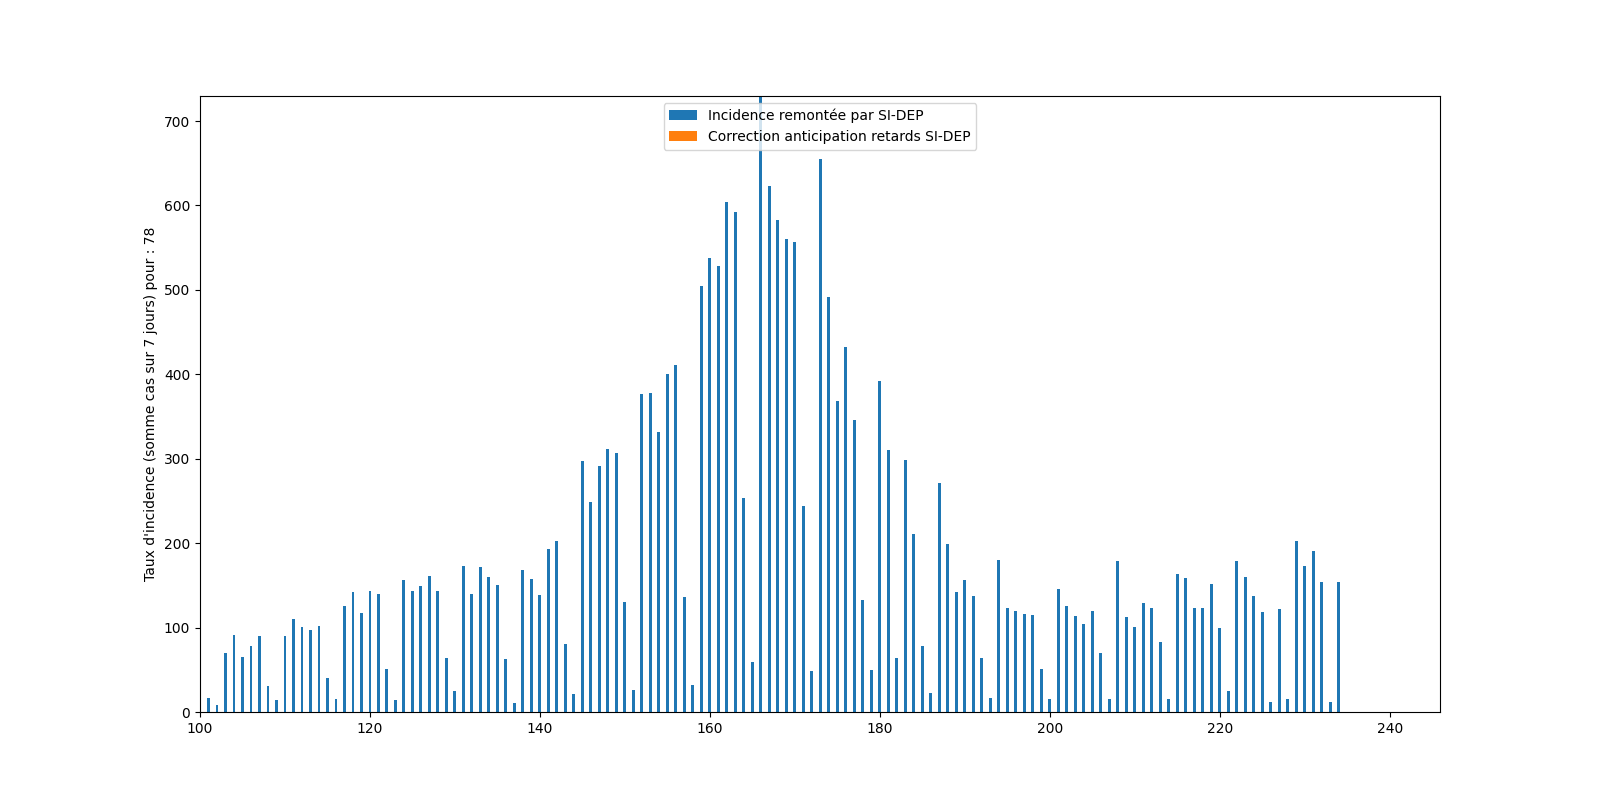 Incidence remontée par SI-DEP
Correction anticipation retards SI-DEP
Taux d'incidence (somme cas sur 7 jours) pour : 78
700
600
500
400
300
200
100
0
100 120 140 160 180 200 220 240